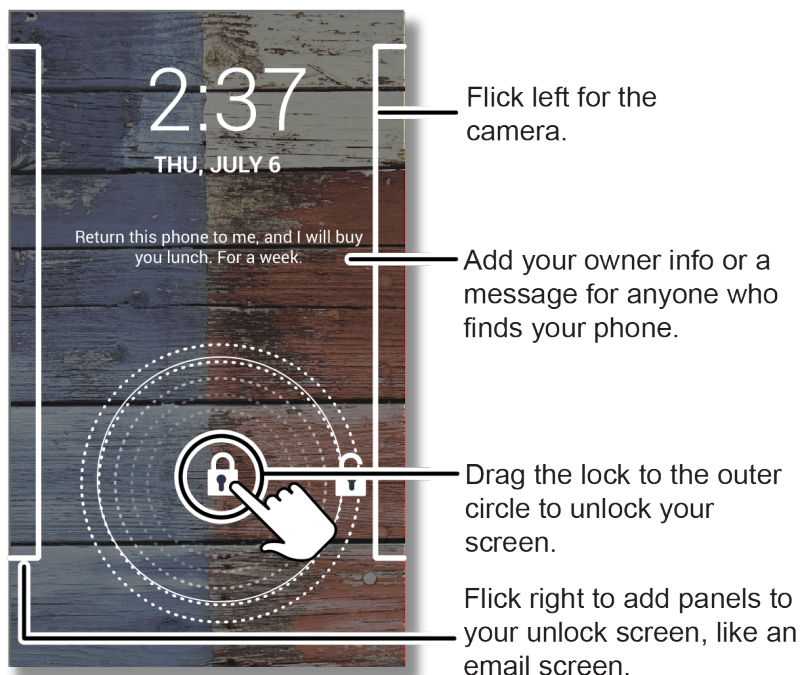 2:37
THU, JULY 6
Return this phone to me, and I will buy
you lunch. For a week.
Flick left for the
camera.
Add your owner info or a
message for anyone who
finds your phone.
Drag the lock to the outer
circle to unlock your
screen.
Flick right to add panels to
your unlock screen, like an
email screen.